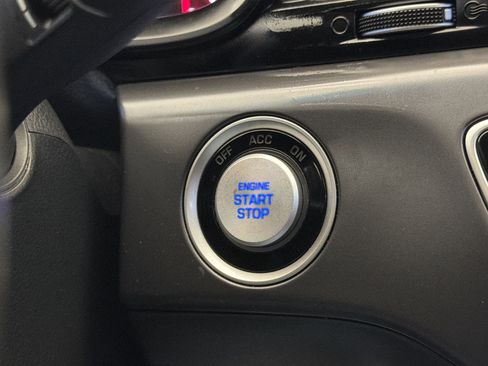 OFF ACC ON
ENGINE
START
STOP